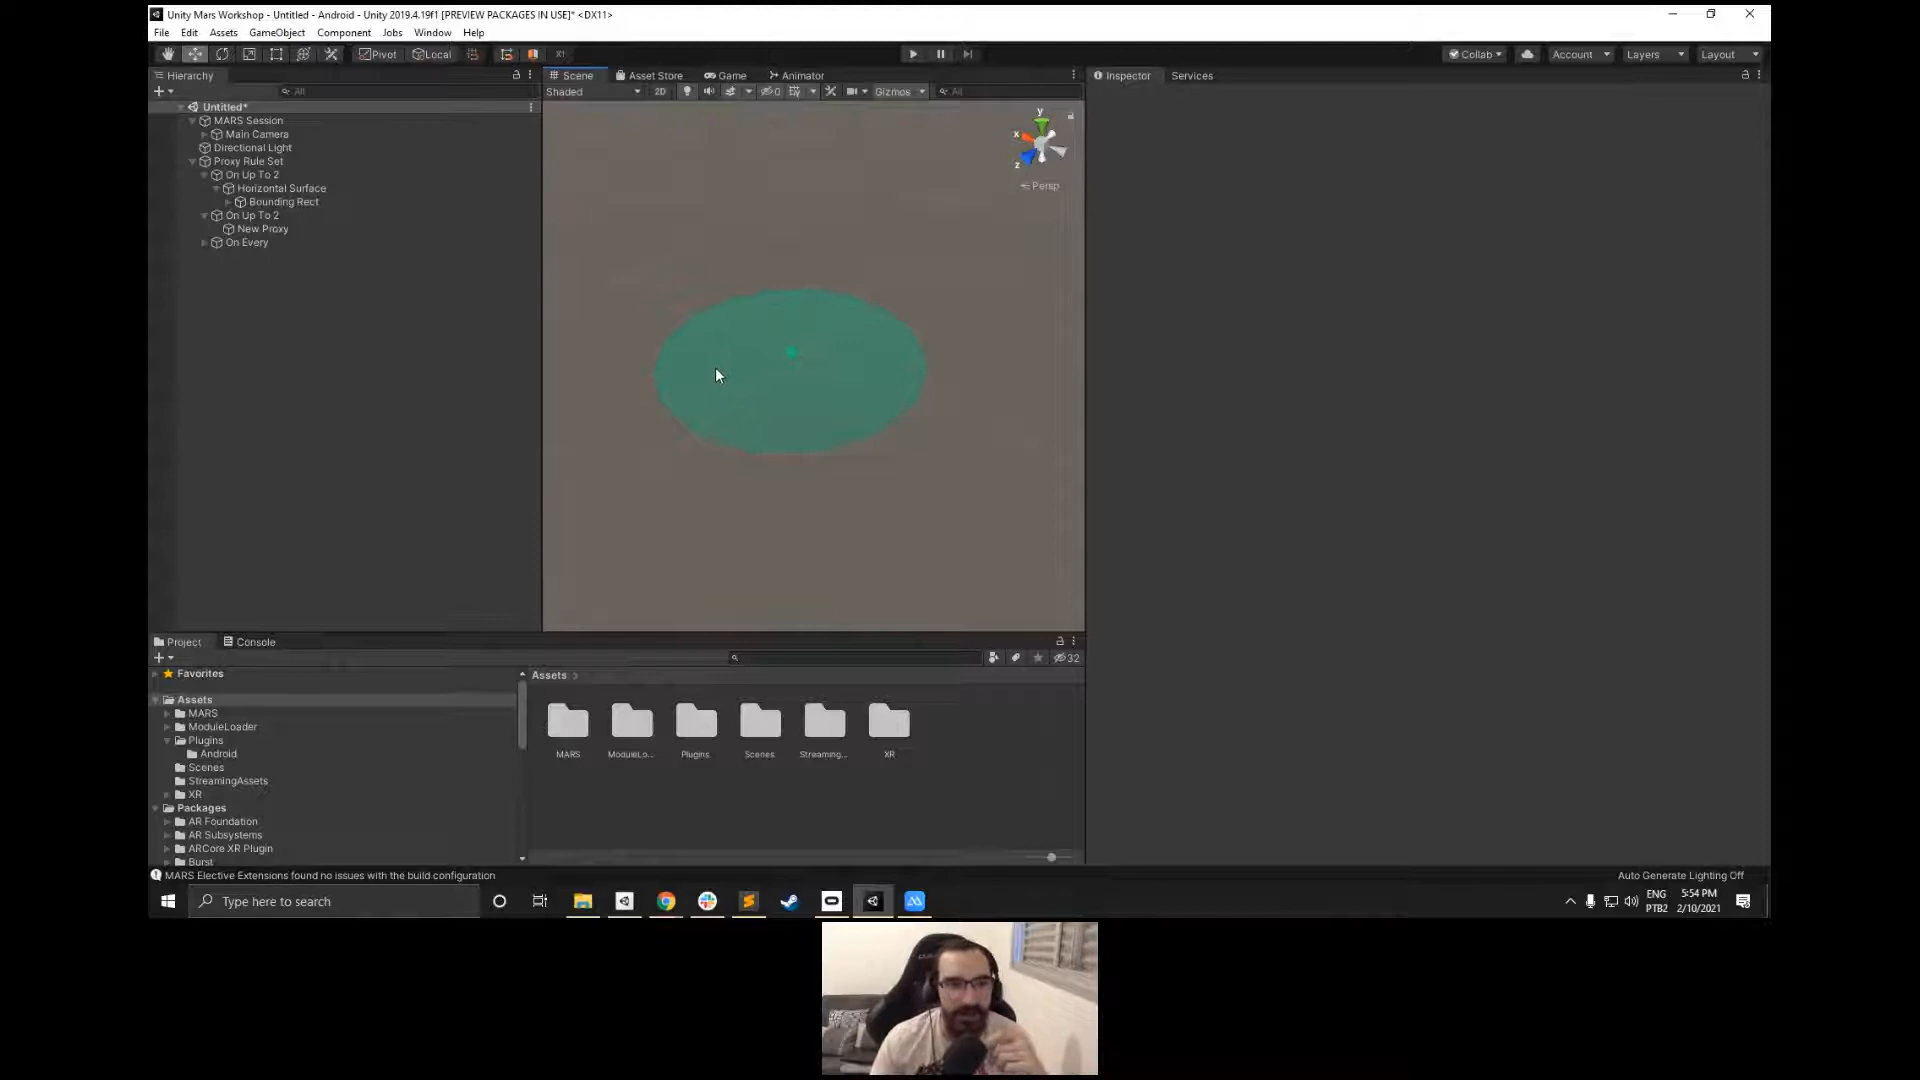 Unity Mars Workshop - Untitled - Android - Unity 2019.4.19f1 [PREVIEW PACKAGES IN USE]* <DX11>
File Edit Assets GameObject Component Jobs Window Help
Pivot Local Collab Account Layers Layout
Hierarchy Scene Asset Store Game Animator Inspector Services
All Shaded 2D 0 Gizmos All
Untitled*
MARS Session
Main Camera
Directional Light
Proxy Rule Set
On Up To 2
Horizontal Surface
Bounding Rect
On Up To 2
New Proxy
On Every
y
x
z
Persp
Project Console
32
Favorites
Assets
MARS
ModuleLoader
Plugins
Android
Scenes
StreamingAssets
XR
Packages
AR Foundation
AR Subsystems
ARCore XR Plugin
Burst
Assets >
MARS ModuleLo... Plugins Scenes Streaming... XR
MARS Elective Extensions found no issues with the build configuration
Auto Generate Lighting Off
Type here to search
ENG
PTB2
5:54 PM
2/10/2021